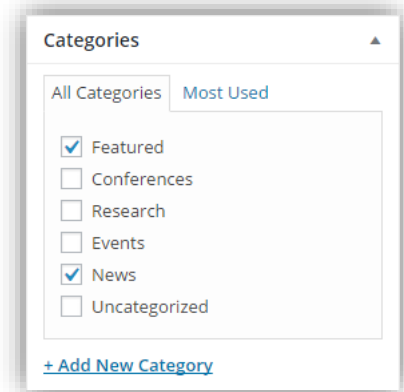 Categories
All Categories Most Used
Featured
Conferences
Research
Events
News
Uncategorized
+ Add New Category